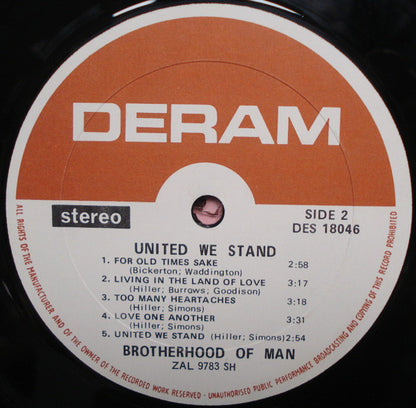 DERAM
stereo
SIDE 2
DES 18046
UNITED WE STAND
1. FOR OLD TIMES SAKE 2:58
(Bickerton; Waddington)
2. LIVING IN THE LAND OF LOVE 3:17
(Hiller; Burrows; Goodison)
3. TOO MANY HEARTACHES 3:18
(Hiller; Simons)
4. LOVE ONE ANOTHER 3:31
(Hiller; Simons)
5. UNITED WE STAND (Hiller; Simons) 2:54
BROTHERHOOD OF MAN
ZAL 9783 SH
ALL RIGHTS OF THE MANUFACTURER AND OF THE OWNER OF THE RECORDED WORK RESERVED - UNAUTHORISED PUBLIC PERFORMANCE BROADCASTING AND COPYING OF THIS RECORD PROHIBITED